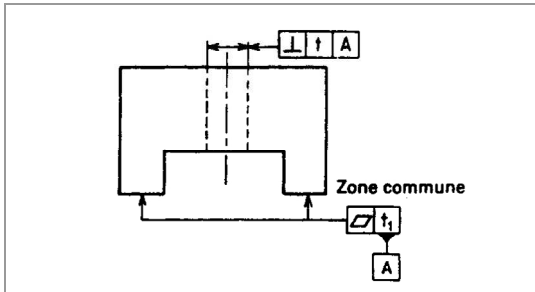 ⊥ t A
Zone commune
⏥ t₁
A